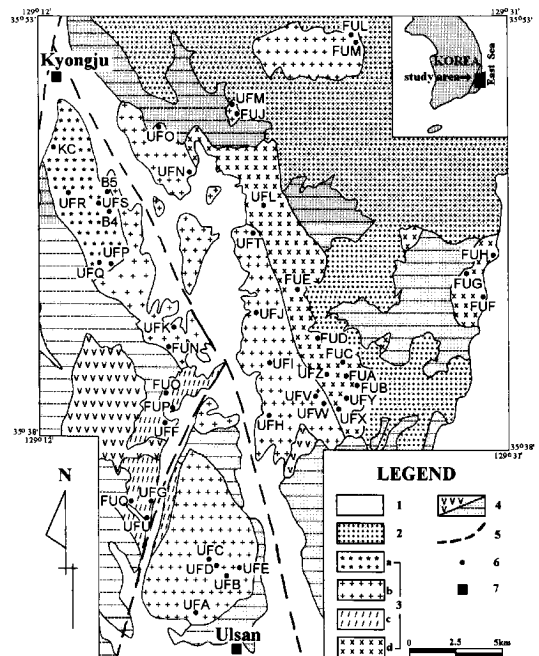 129°12'
35°53'
129°31'
35°53'
Kyongju
FUL
FUM
KOREA
study area
East Sea
UFM
FUJ
UFO
KC
UFN
B5
UFR
UFS
UFL
B4
UFT
UFP
UFQ
FUH
FUE
FUG
FUF
UFJ
UFK
FUD
FUN
FUC
UFI
UFZ
FUA
FUB
FUO
UFV
UFY
FUP
UFW
UFX
UFF
UFH
35°38'
129°12'
35°38'
129°31'
N
LEGEND
1
4
2
5
a
6
b
3
7
c
d
0 2.5 5km
UFG
FUQ
UFU
UFC
UFD
UFE
UFB
UFA
Ulsan